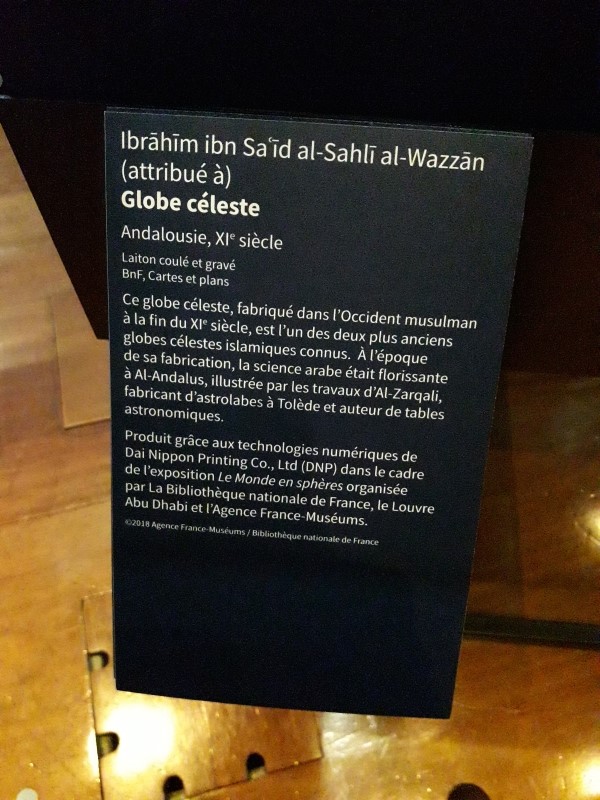 Ibrāhīm ibn Saʿīd al-Sahlī al-Wazzān
(attribué à)
Globe céleste
Andalousie, XIᵉ siècle
Laiton coulé et gravé
BnF, Cartes et plans
Ce globe céleste, fabriqué dans l’Occident musulman
à la fin du XIᵉ siècle, est l’un des deux plus anciens
globes célestes islamiques connus. À l’époque
de sa fabrication, la science arabe était florissante
à Al-Andalus, illustrée par les travaux d’Al-Zarqali,
fabricant d’astrolabes à Tolède et auteur de tables
astronomiques.
Produit grâce aux technologies numériques de
Dai Nippon Printing Co., Ltd (DNP) dans le cadre
de l’exposition Le Monde en sphères organisée
par La Bibliothèque nationale de France, le Louvre
Abu Dhabi et l’Agence France-Muséums.
©2018 Agence France-Muséums / Bibliothèque nationale de France